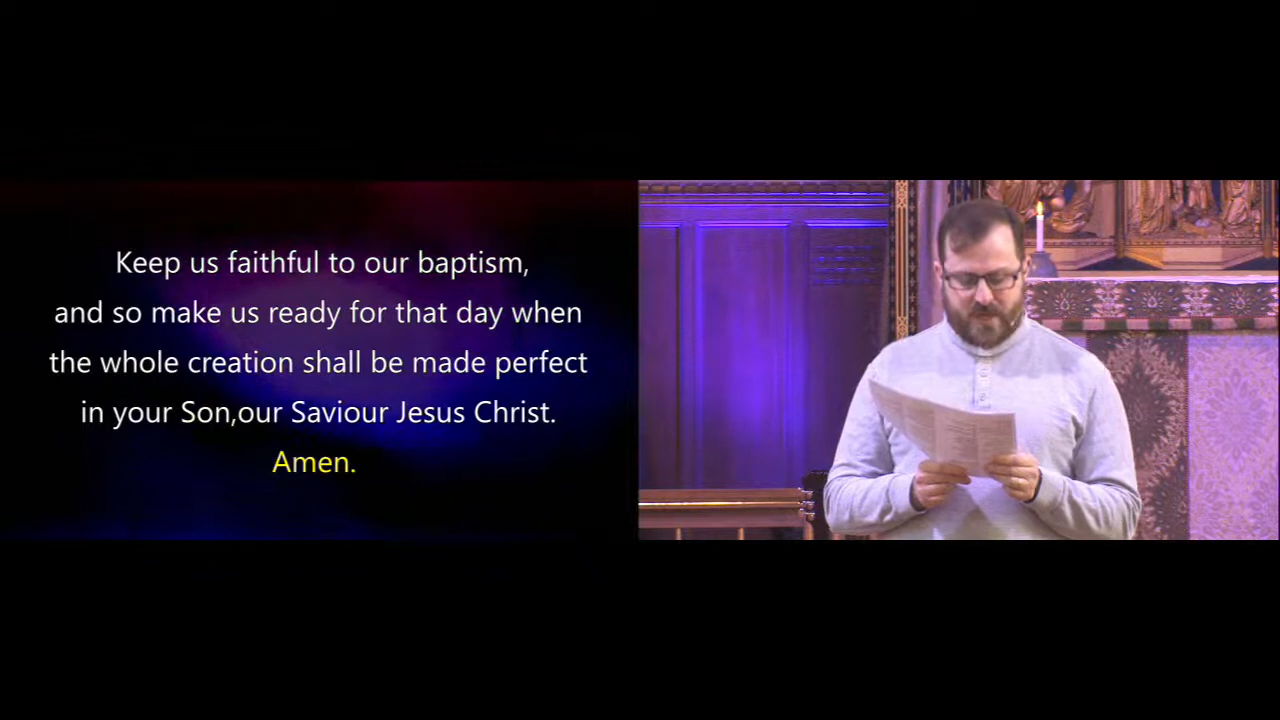 Keep us faithful to our baptism,
and so make us ready for that day when
the whole creation shall be made perfect
in your Son,our Saviour Jesus Christ.
Amen.